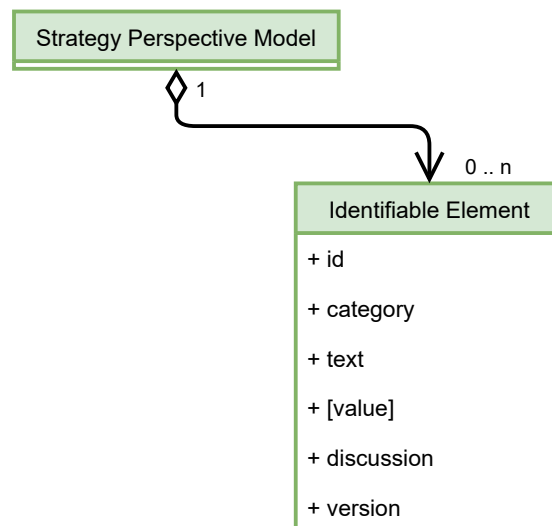 Strategy Perspective Model
1
0 .. n
Identifiable Element
+ id
+ category
+ text
+ [value]
+ discussion
+ version